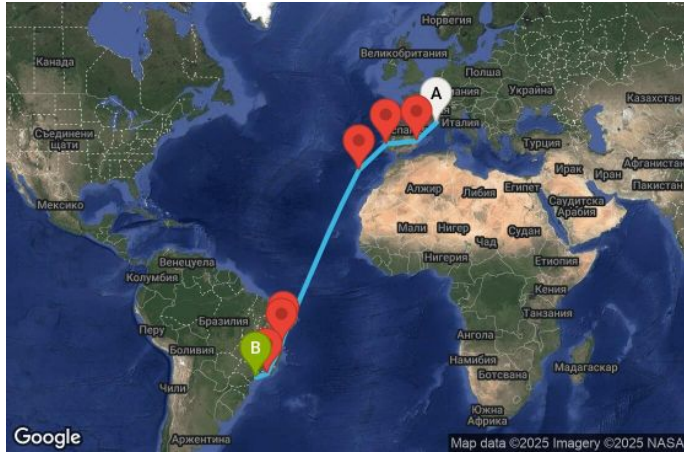 Норвегия
Канада
Великобритания
Полша
A
мания
Украйна
Казахстан
Италия
Съединени
щати
Турция
Ирак
Афганистан
Иран
Пакистан
Алжир
Либия
Египет
Саудитска
Арабия
Мексико
Мали
Нигер
Судан
Чад
Венецуела
Нигерия
Етиопия
Колумбия
Кения
Танзания
Бразилия
Перу
Ангола
B
Боливия
Намибия
Мадагаскар
Ботсвана
Чили
Южна
Африка
Аржентина
Google
Map data ©2025 Imagery ©2025 NASA